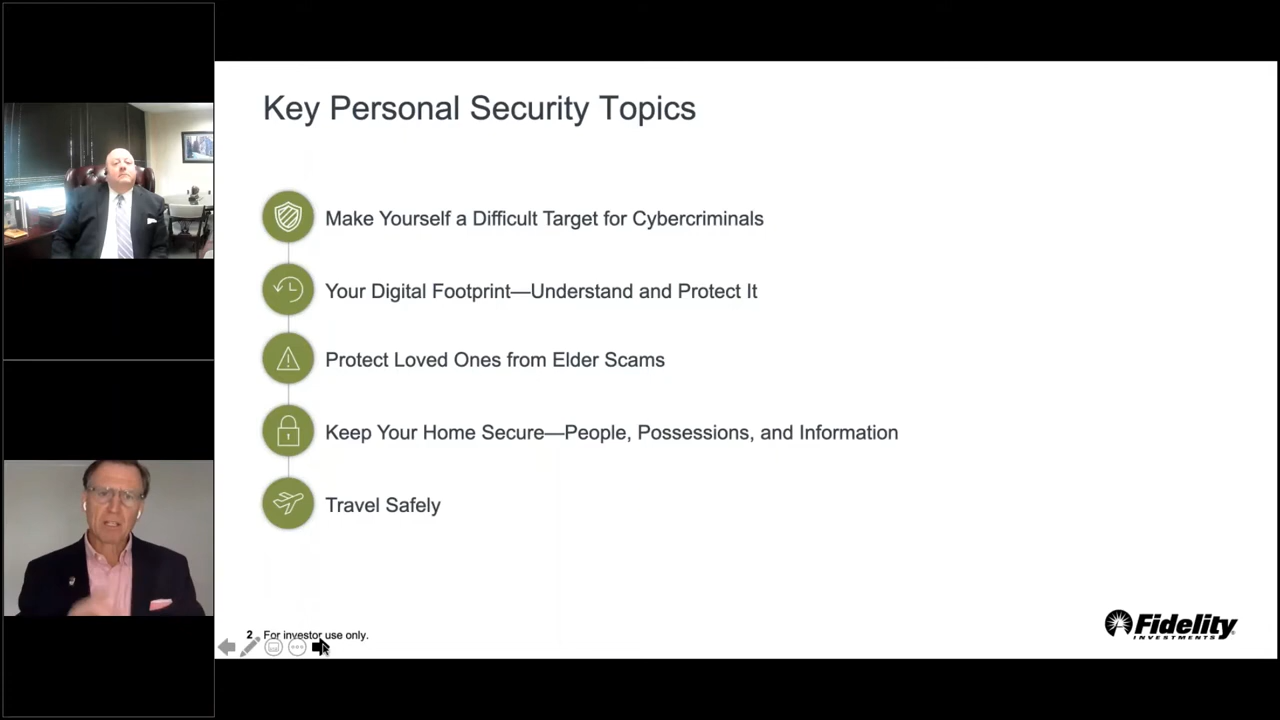 Key Personal Security Topics
Make Yourself a Difficult Target for Cybercriminals
Your Digital Footprint—Understand and Protect It
Protect Loved Ones from Elder Scams
Keep Your Home Secure—People, Possessions, and Information
Travel Safely
2 For investor use only.
Fidelity
INVESTMENTS